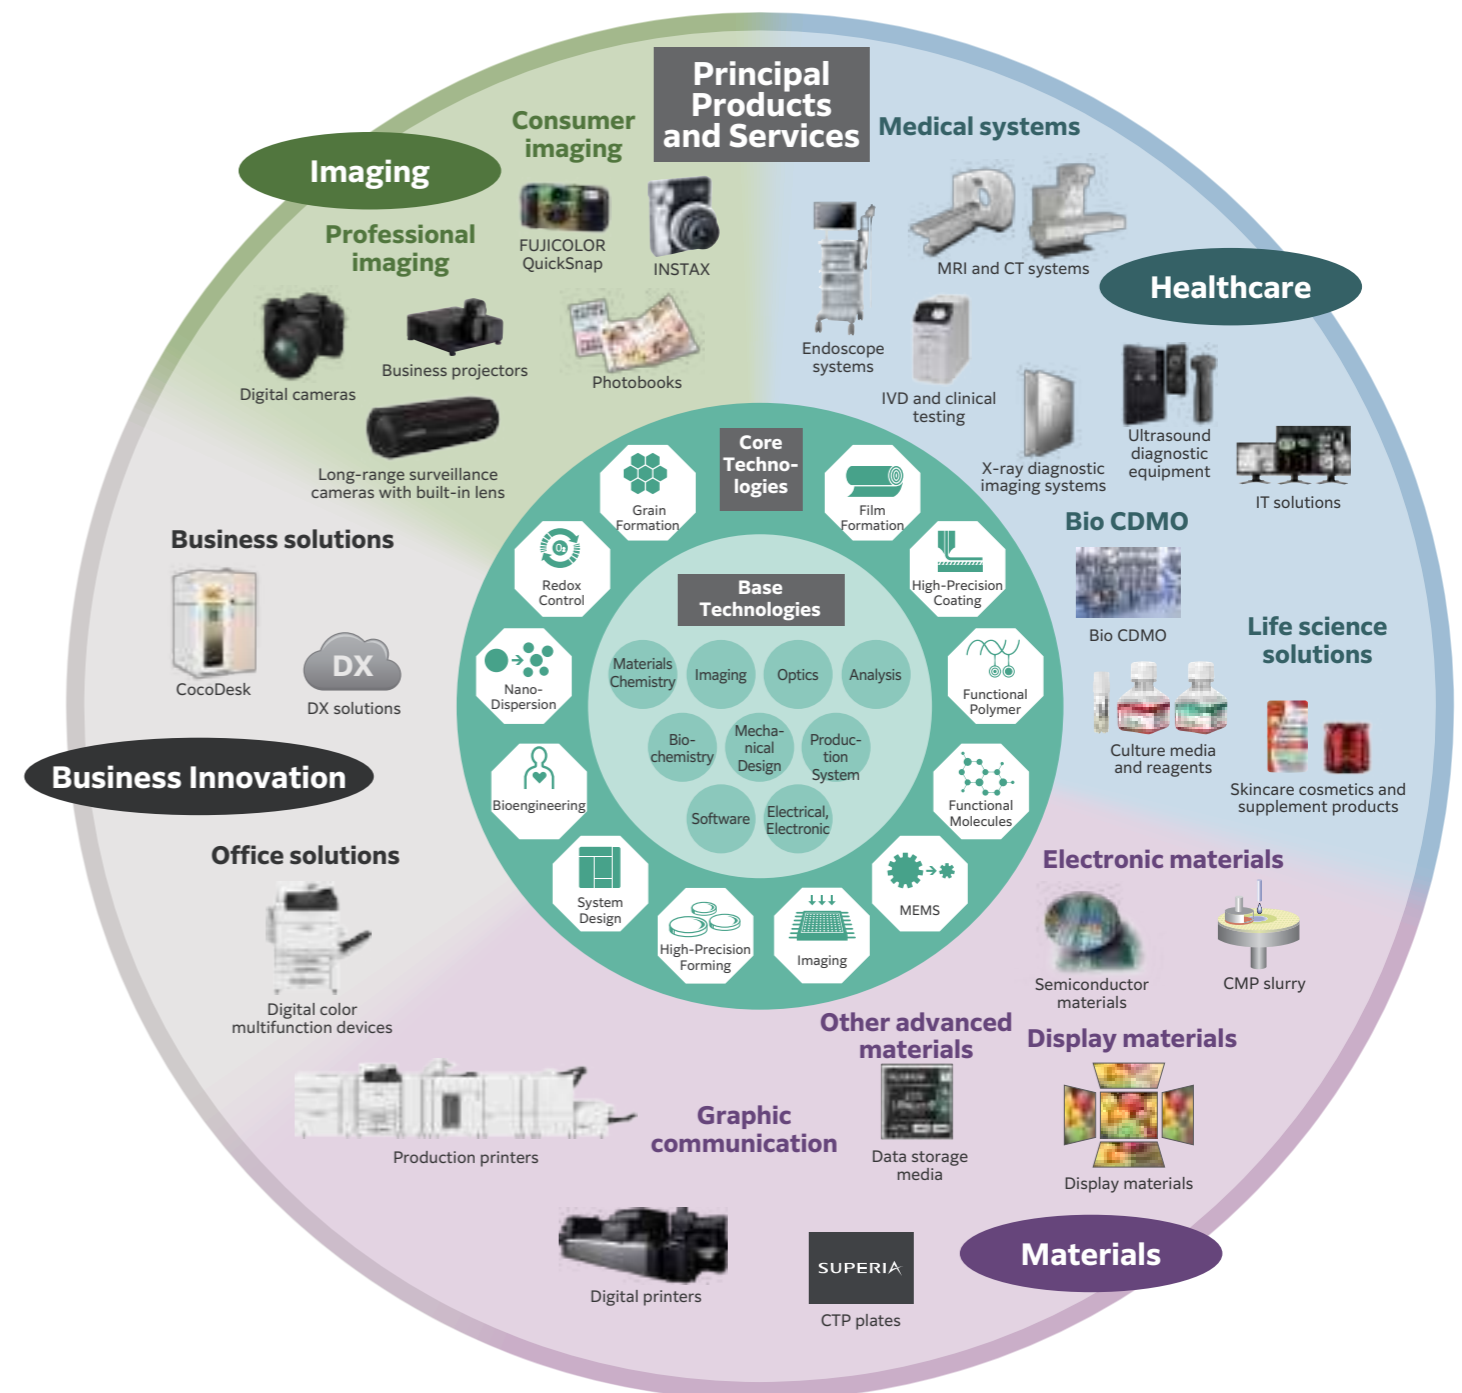 Principal
Products
and Services
Imaging
Consumer
imaging
FUJICOLOR
QuickSnap
INSTAX
Photobooks
Professional
imaging
Digital cameras
Business projectors
Long-range surveillance
cameras with built-in lens
Medical systems
Endoscope
systems
MRI and CT systems
IVD and clinical
testing
X-ray diagnostic
imaging systems
Ultrasound
diagnostic
equipment
IT solutions
Healthcare
Bio CDMO
Bio CDMO
Culture media
and reagents
Life science
solutions
Skincare cosmetics and
supplement products
Business solutions
CocoDesk
DX
DX solutions
Business Innovation
Office solutions
Digital color
multifunction devices
Production printers
Core
Techno-
logies
Grain
Formation
Film
Formation
Redox
Control
O₂
High-Precision
Coating
Nano-
Dispersion
Functional
Polymer
Bioengineering
Functional
Molecules
System
Design
MEMS
High-Precision
Forming
Imaging
Base
Technologies
Materials
Chemistry
Imaging
Optics
Analysis
Bio-
chemistry
Mecha-
nical
Design
Produc-
tion
System
Software
Electrical,
Electronic
Electronic materials
Semiconductor
materials
CMP slurry
Other advanced
materials
Data storage
media
Display materials
Display materials
Graphic
communication
Digital printers
SUPERIA
CTP plates
Materials